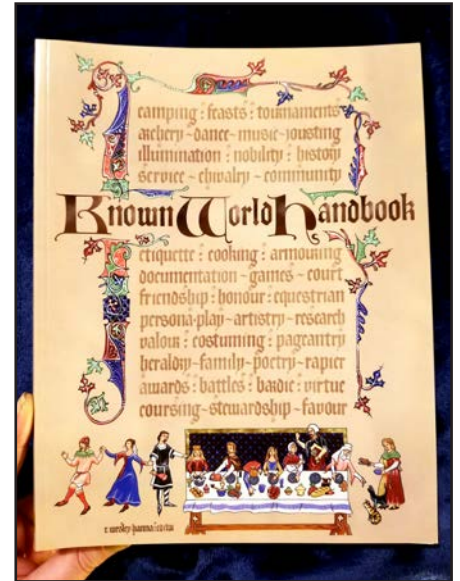 camping : feasts : tournaments
archery - dance - music - jousting
illumination : nobility : history
service ~ chivalry ~ community
Known World Handbook
etiquette : cooking : armouring
documentation ~ games ~ court
friendship : honour : equestrian
persona-play ~ artistry ~ research
valour : costuming : pageantry
heraldry ~ family ~ poetry ~ rapier
awards : battles : bardic : virtue
coursing ~ stewardship ~ favour